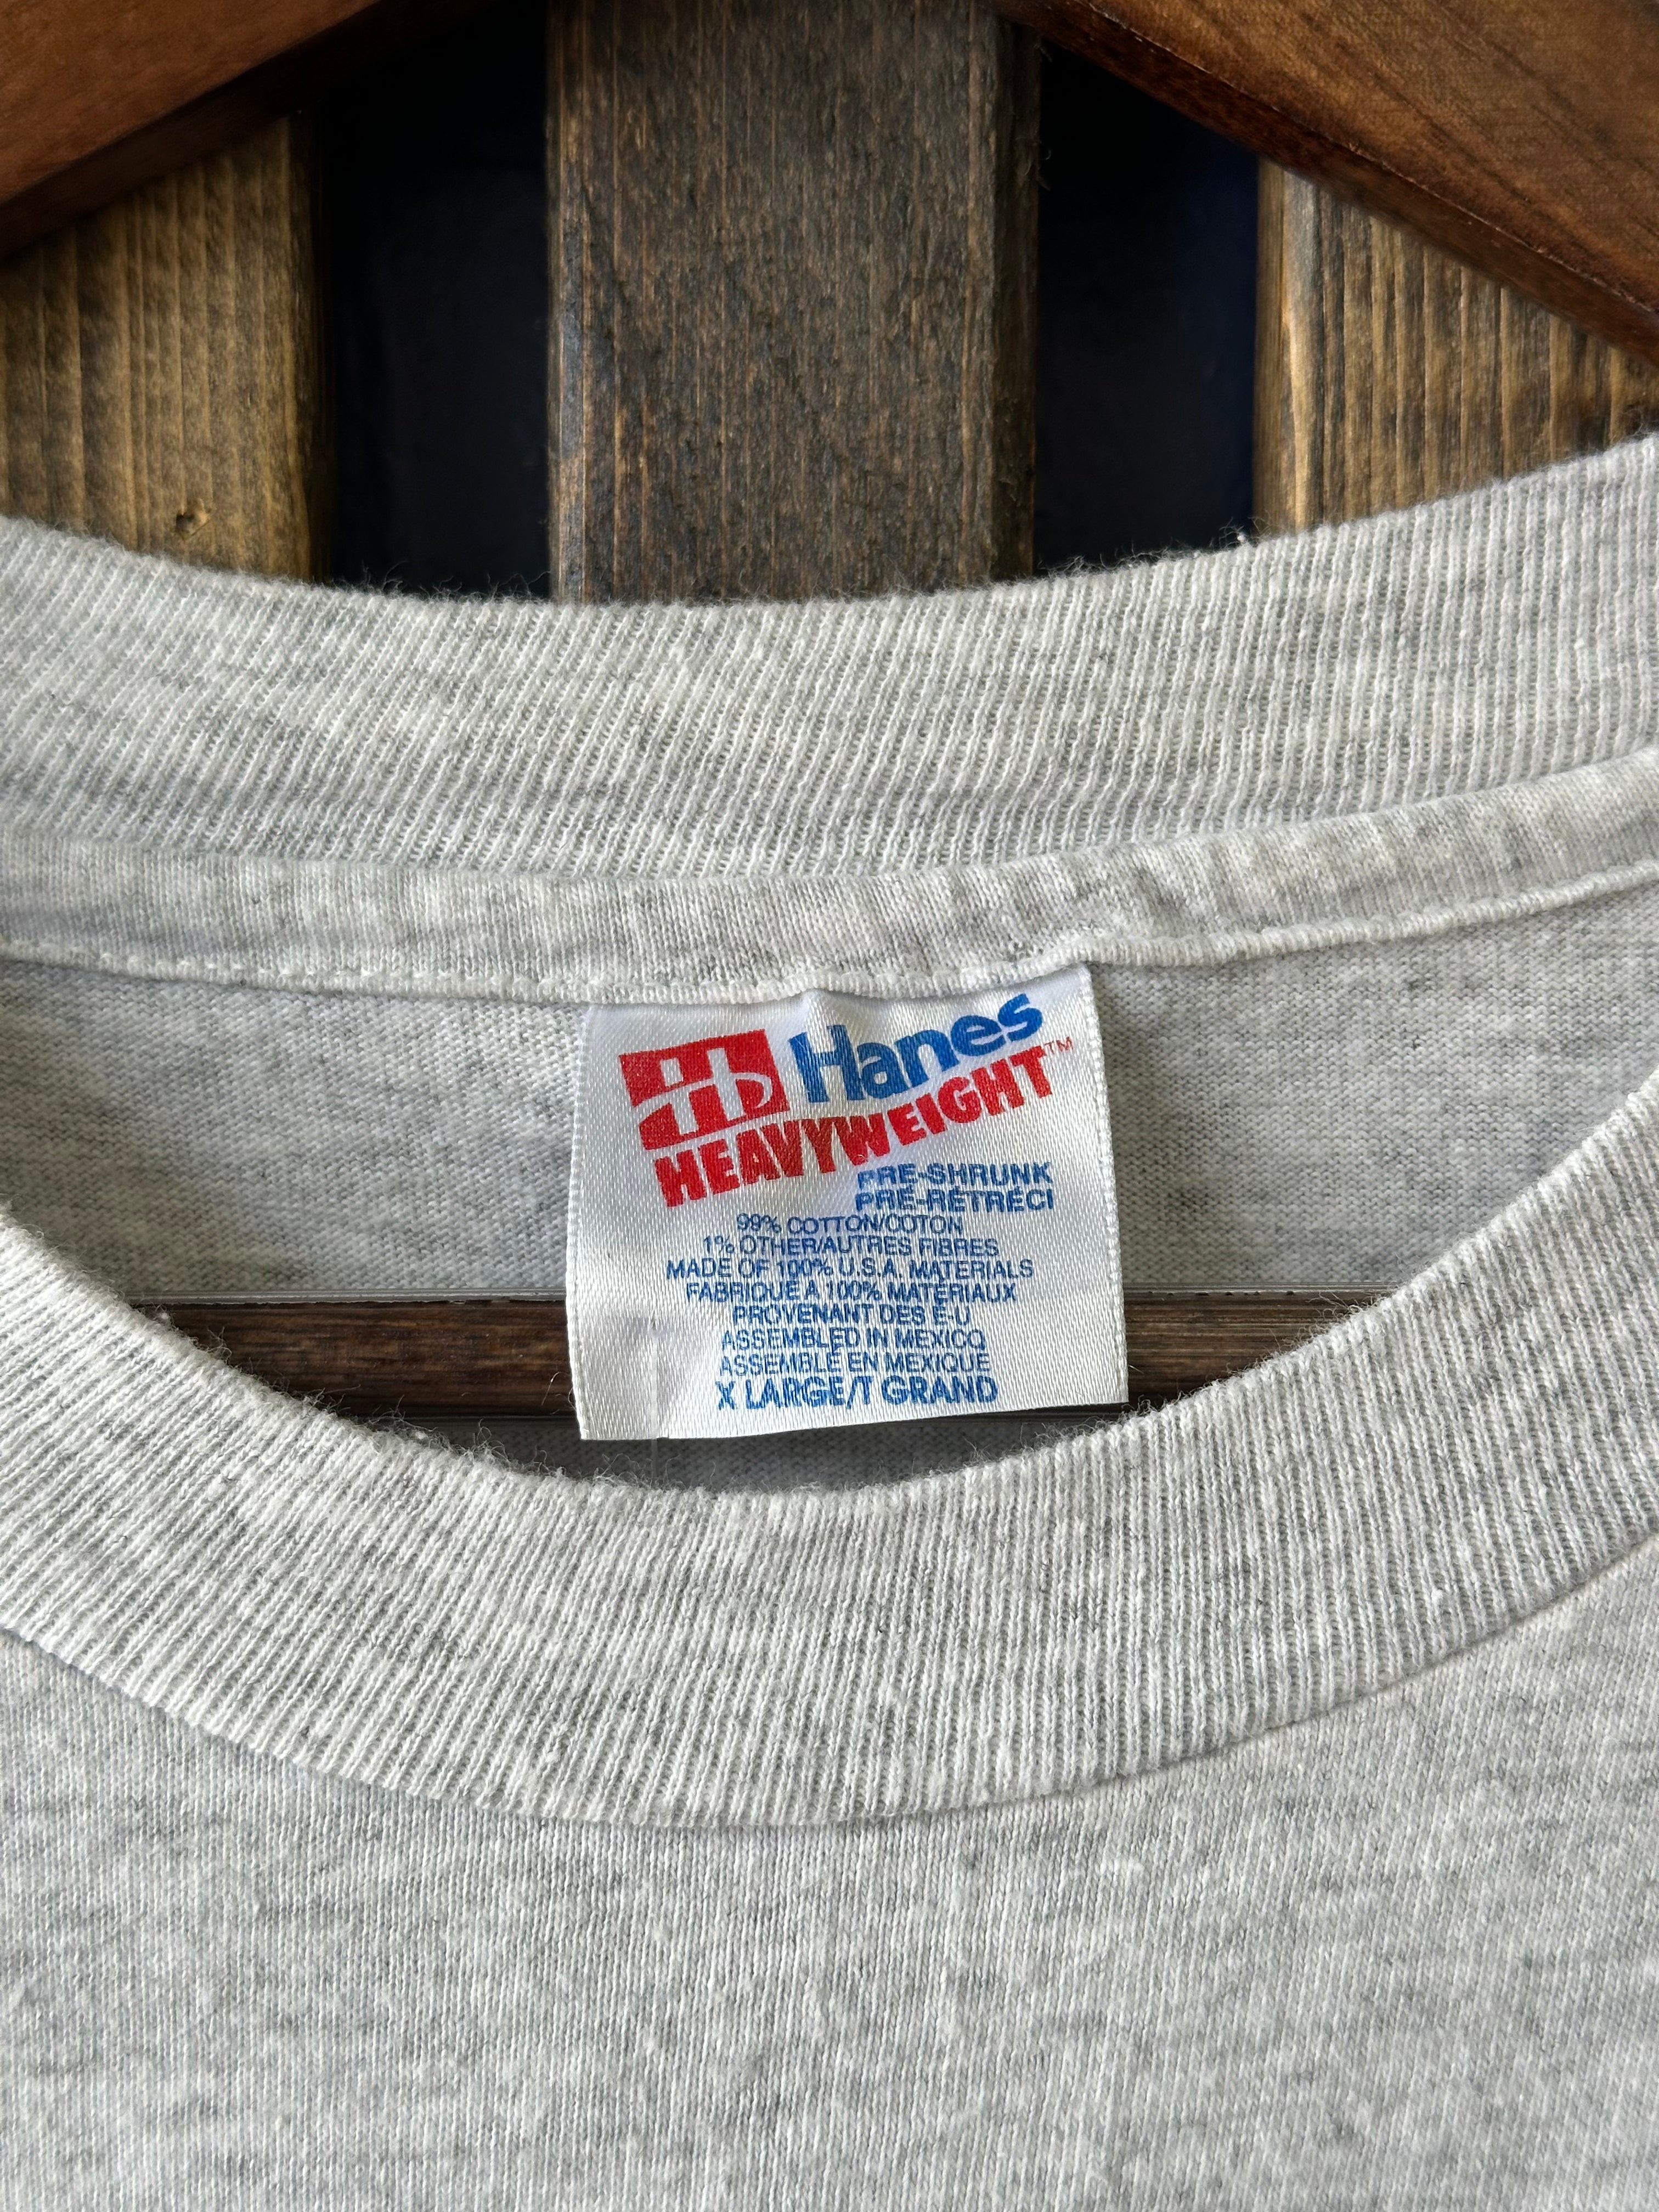 Hanes
HEAVYWEIGHT™
PRE-SHRUNK
PRÉ-RÉTRÉCI
99% COTTON/COTON
1% OTHER/AUTRES FIBRES
MADE OF 100% U.S.A. MATERIALS
FABRIQUÉ À 100% MATÉRIAUX
PROVENANT DES É-U
ASSEMBLED IN MEXICO
ASSEMBLÉ EN MEXIQUE
X LARGE/T GRAND